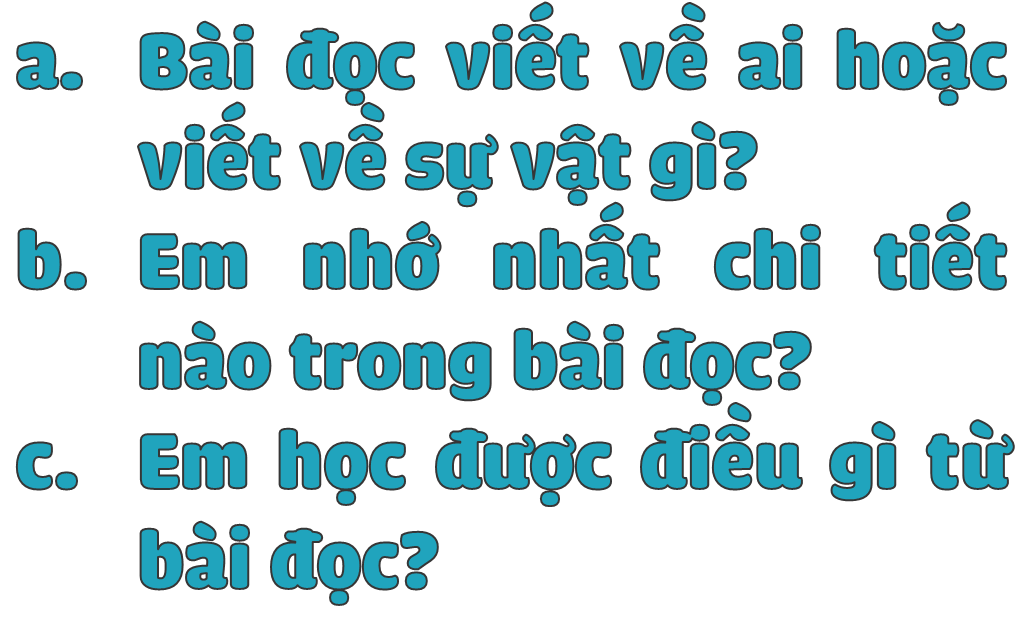 a. Bài đọc viết về ai hoặc
viết về sự vật gì?
b. Em nhớ nhất chi tiết
nào trong bài đọc?
c. Em học được điều gì từ
bài đọc?